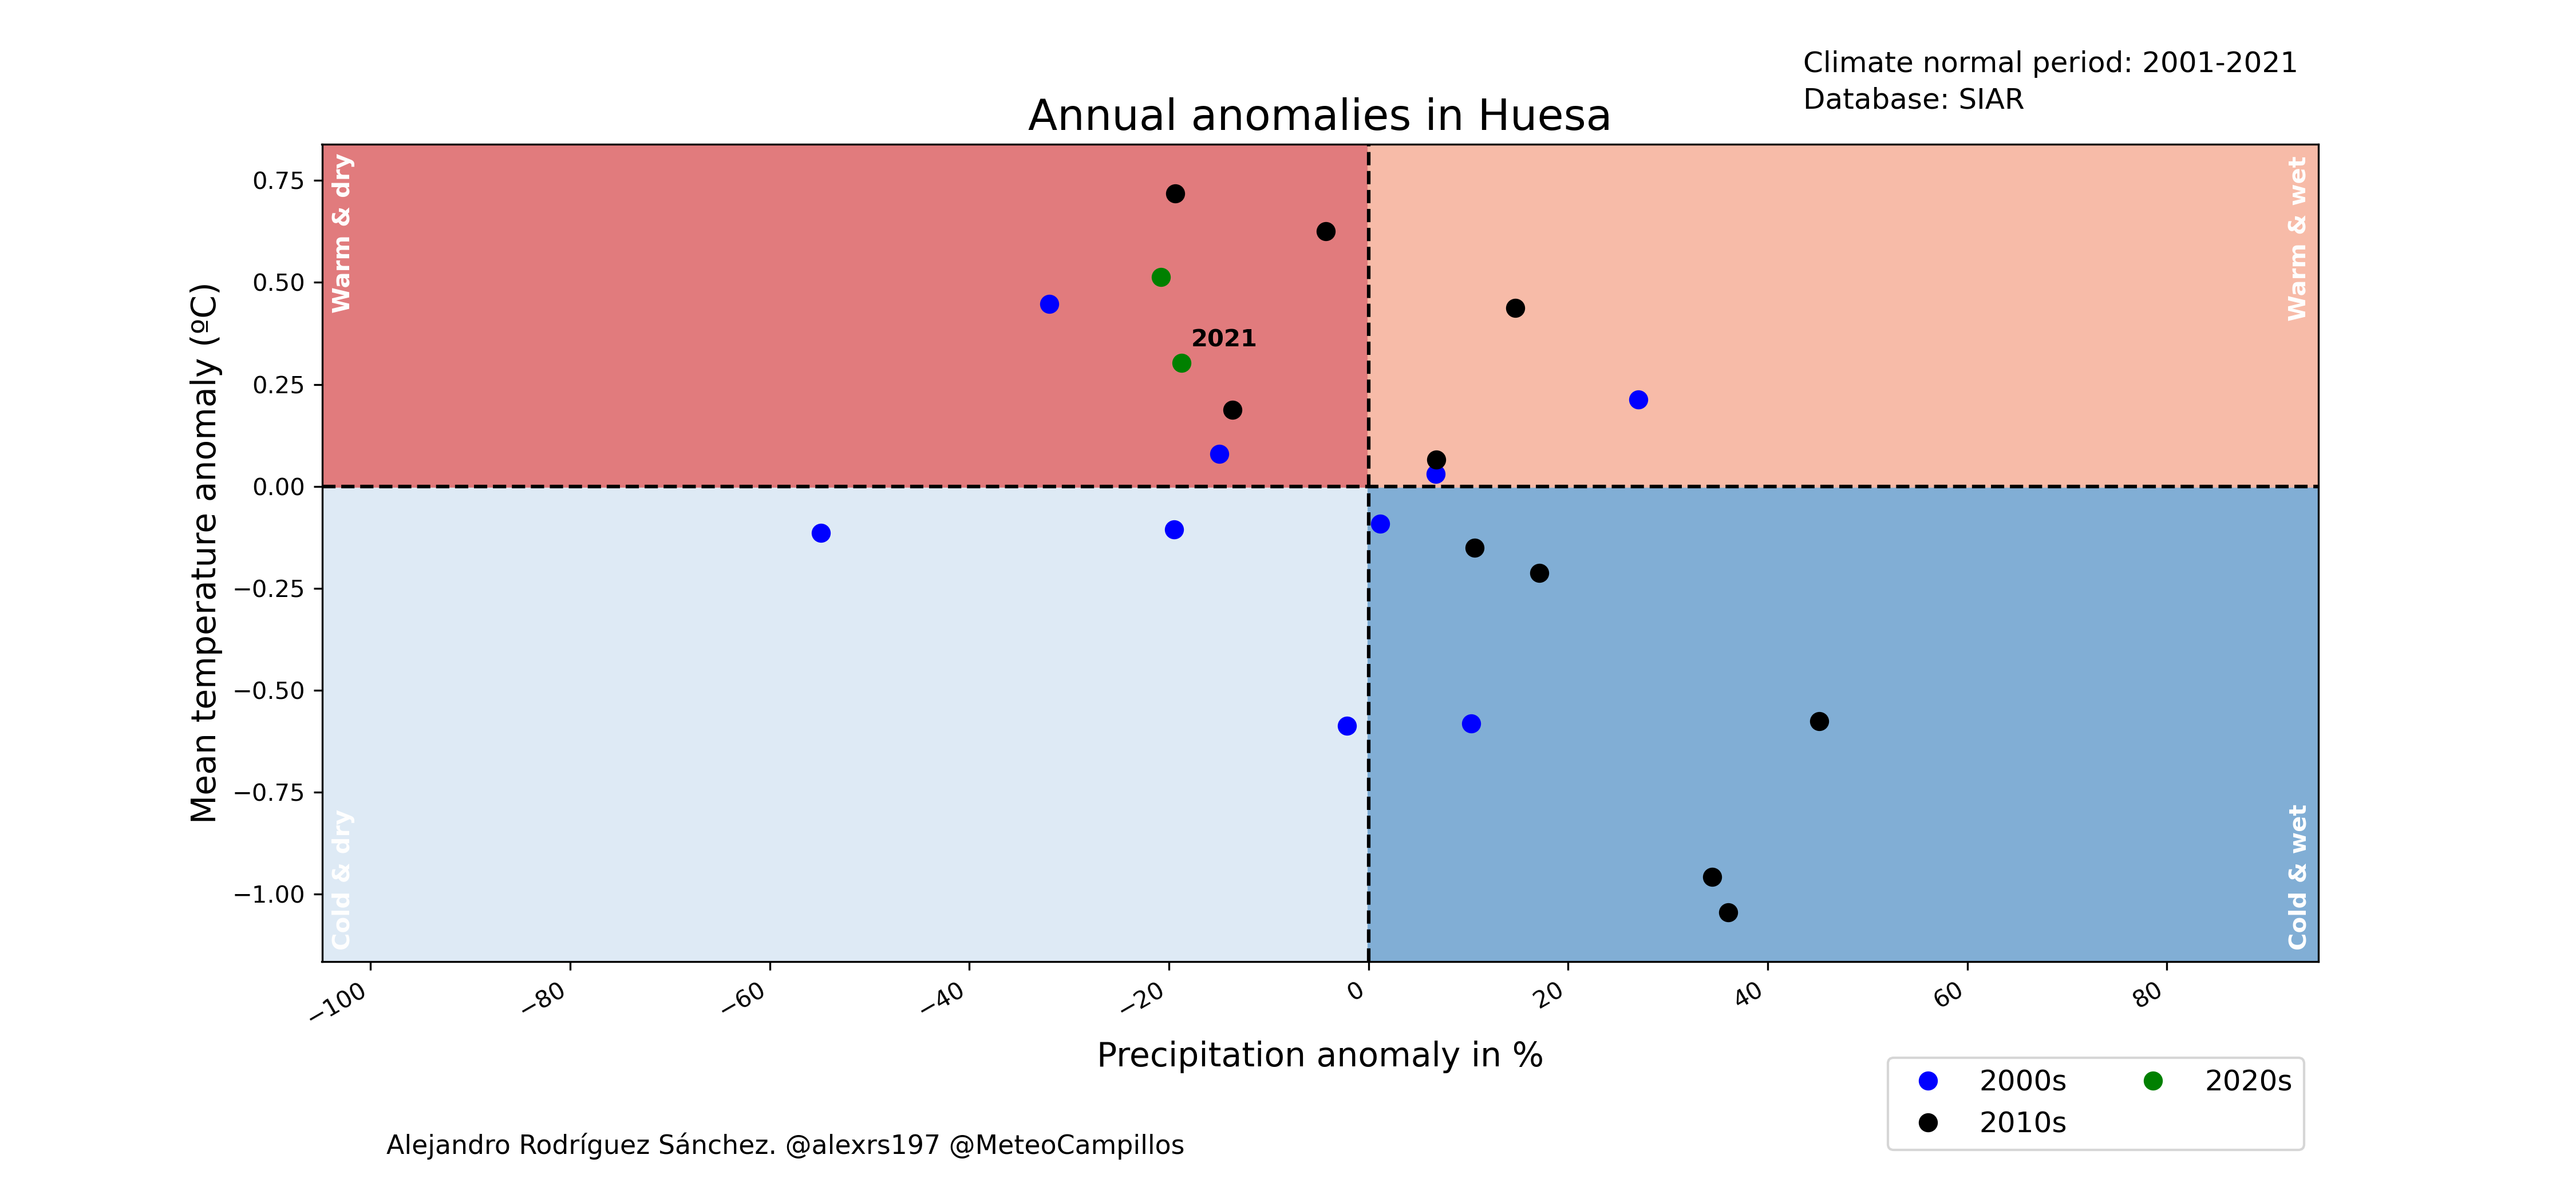 Climate normal period: 2001-2021
Database: SIAR
Annual anomalies in Huesa
Warm & dry
Warm & wet
Cold & dry
Cold & wet
2021
Mean temperature anomaly (ºC)
0.75
0.50
0.25
0.00
−0.25
−0.50
−0.75
−1.00
−100
−80
−60
−40
−20
0
20
40
60
80
Precipitation anomaly in %
2000s
2010s
2020s
Alejandro Rodríguez Sánchez. @alexrs197 @MeteoCampillos